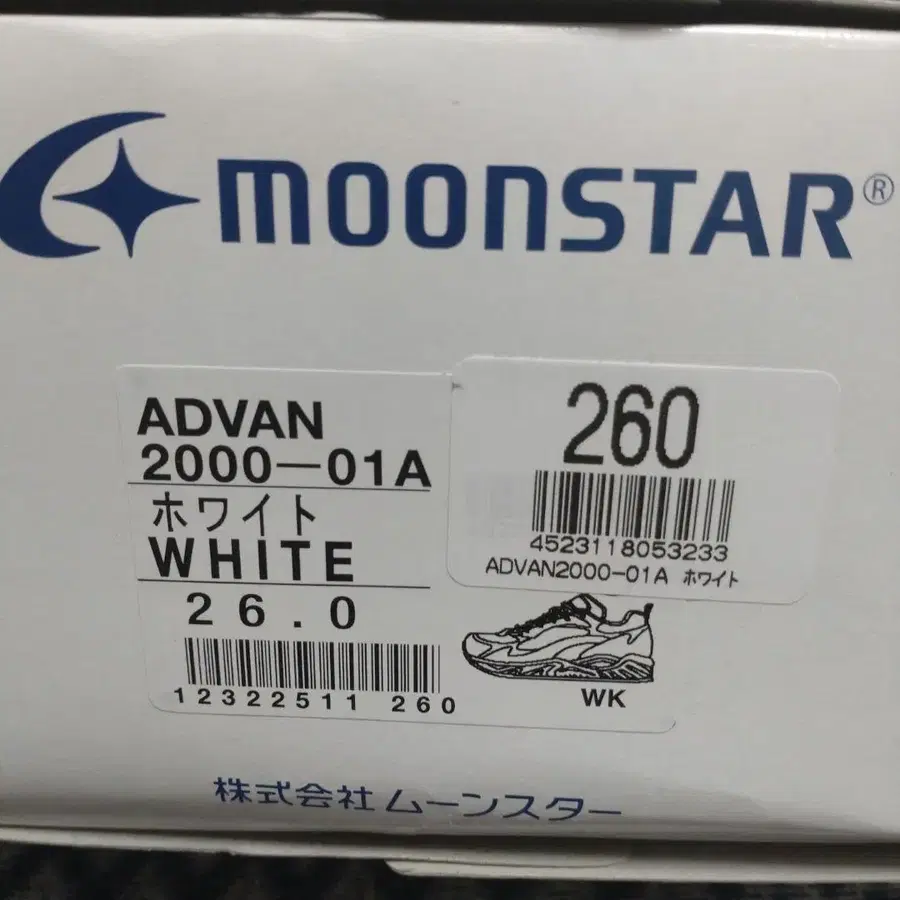 MOONSTAR®
ADVAN
2000-01A
ホワイト
WHITE
26.0
12322511 260
WK
260
4523118053233
ADVAN2000-01A ホワイト
株式会社ムーンスター